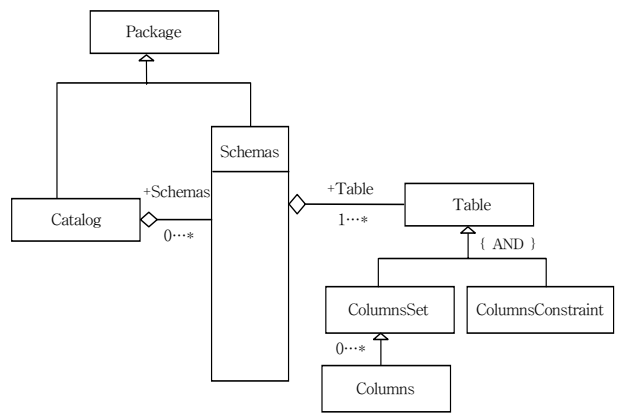 Package
Schemas
+Schemas
+Table
Catalog
Table
0···*
1···*
{ AND }
ColumnsSet
ColumnsConstraint
0···*
Columns